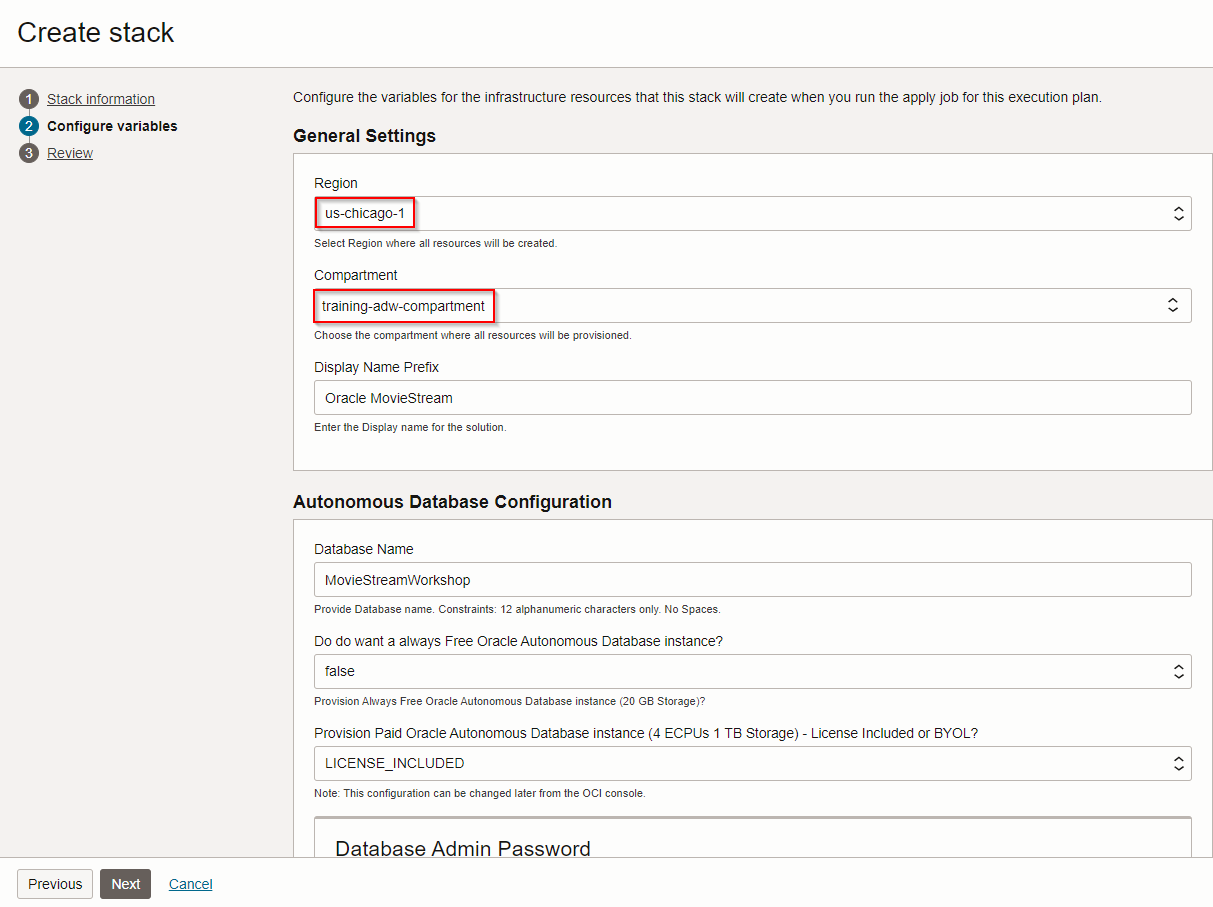 Create stack
1 Stack information
2 Configure variables
3 Review
Configure the variables for the infrastructure resources that this stack will create when you run the apply job for this execution plan.
General Settings
Region
us-chicago-1
Select Region where all resources will be created.
Compartment
training-adw-compartment
Choose the compartment where all resources will be provisioned.
Display Name Prefix
Oracle MovieStream
Enter the Display name for the solution.
Autonomous Database Configuration
Database Name
MovieStreamWorkshop
Provide Database name. Constraints: 12 alphanumeric characters only. No Spaces.
Do do want a always Free Oracle Autonomous Database instance?
false
Provision Always Free Oracle Autonomous Database instance (20 GB Storage)?
Provision Paid Oracle Autonomous Database instance (4 ECPUs 1 TB Storage) - License Included or BYOL?
LICENSE_INCLUDED
Note: This configuration can be changed later from the OCI console.
Database Admin Password
Previous Next Cancel